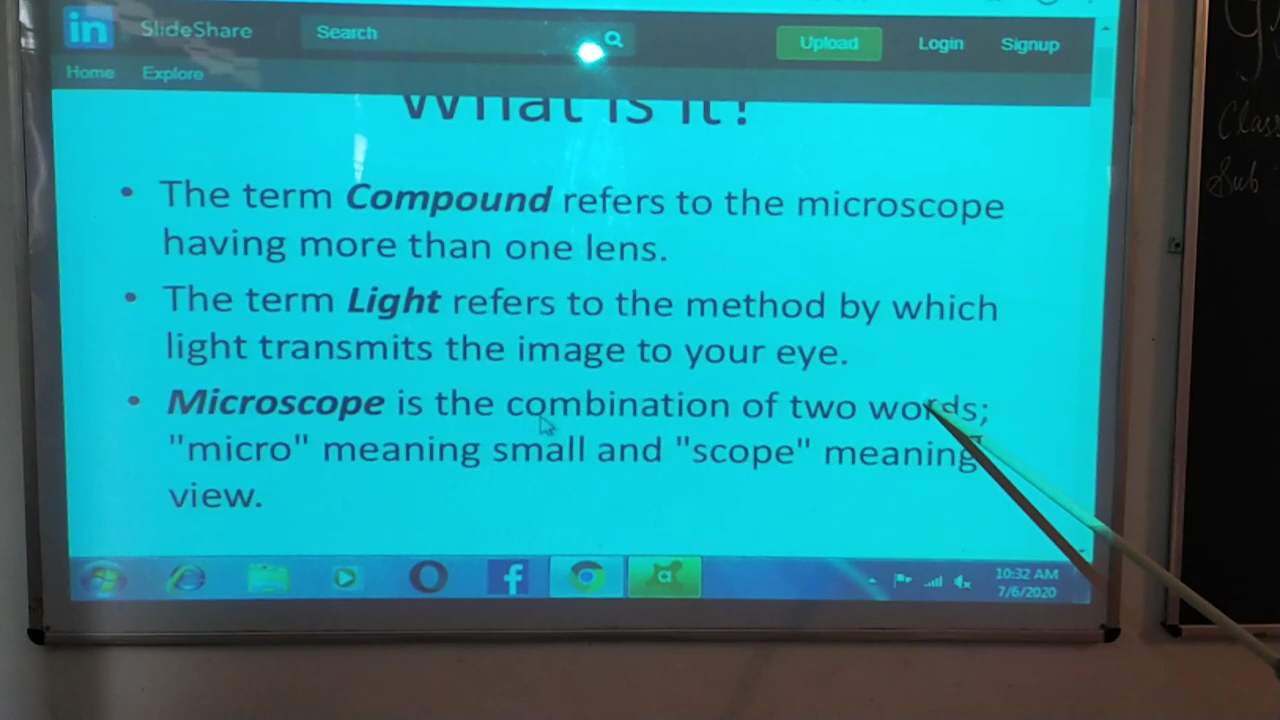 in SlideShare Search Upload Login Signup
Home Explore
What is it?
• The term Compound refers to the microscope
having more than one lens.
• The term Light refers to the method by which
light transmits the image to your eye.
• Microscope is the combination of two words;
"micro" meaning small and "scope" meaning
view.
10:32 AM
7/6/2020
Class
Sub